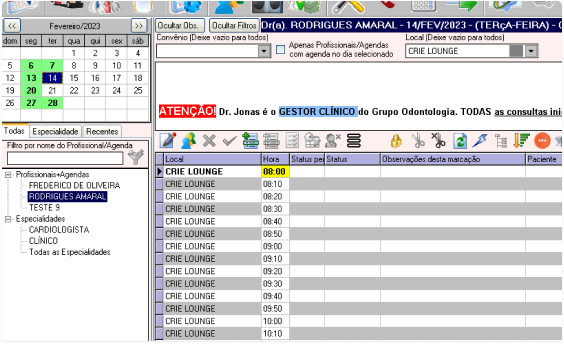 << Fevereiro/2023 >>
dom seg ter qua qui sex sáb
1 2 3 4
5 6 7 8 9 10 11
12 13 14 15 16 17 18
19 20 21 22 23 24 25
26 27 28
Todas Especialidade Recentes
Filtro por nome do Profissional/Agenda
Profissionais+Agendas
FREDERICO DE OLIVEIRA
RODRIGUES AMARAL
TESTE 9
Especialidades
CARDIOLOGISTA
CLÍNICO
Todas as Especialidades
Ocultar Obs. Ocultar Filtros Dr(a). RODRIGUES AMARAL - 14/FEV/2023 - (TERçA-FEIRA) -
Convênio (Deixe vazio para todos)
Apenas Profissionais/Agendas
com agenda no dia selecionado
Local (Deixe vazio para todos)
CRIE LOUNGE
ATENÇÃO! Dr. Jonas é o GESTOR CLÍNICO do Grupo Odontologia. TODAS as consultas
Local Hora Status Status Observações desta marcação Paciente
CRIE LOUNGE 08:00
CRIE LOUNGE 08:10
CRIE LOUNGE 08:20
CRIE LOUNGE 08:30
CRIE LOUNGE 08:40
CRIE LOUNGE 08:50
CRIE LOUNGE 09:00
CRIE LOUNGE 09:10
CRIE LOUNGE 09:20
CRIE LOUNGE 09:30
CRIE LOUNGE 09:40
CRIE LOUNGE 09:50
CRIE LOUNGE 10:00
CRIE LOUNGE 10:10